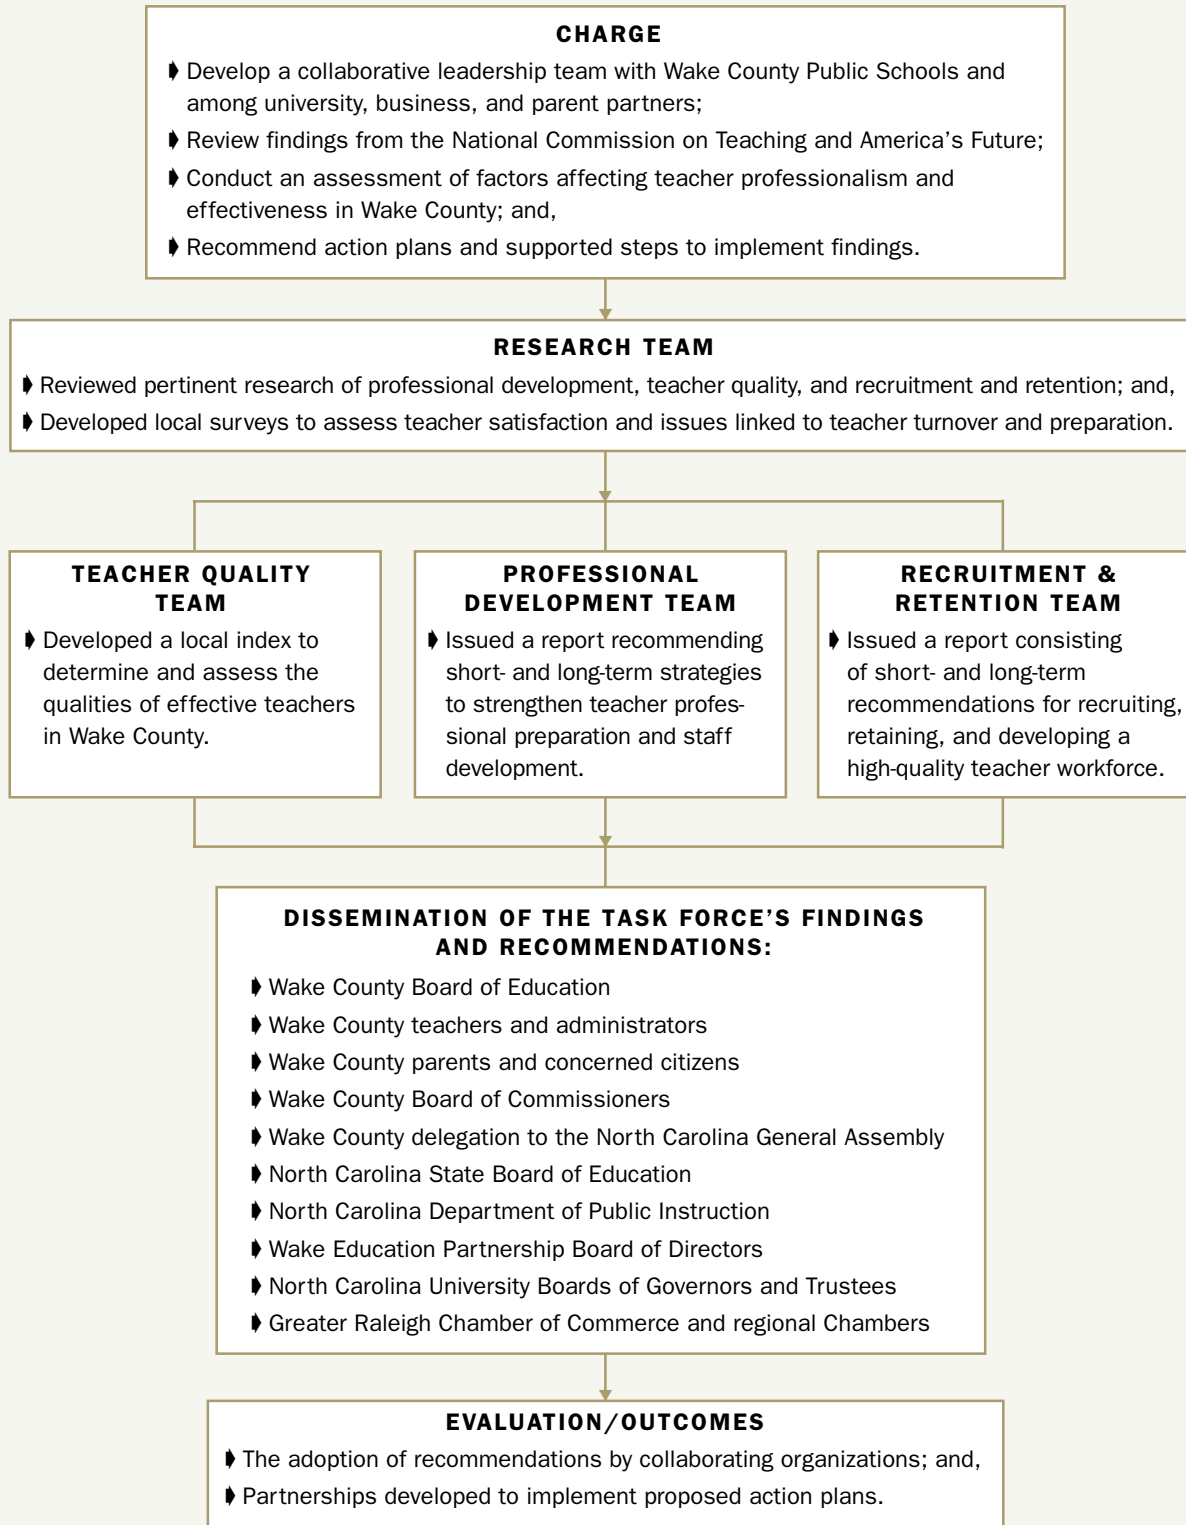 CHARGE
Develop a collaborative leadership team with Wake County Public Schools and
among university, business, and parent partners;
Review findings from the National Commission on Teaching and America’s Future;
Conduct an assessment of factors affecting teacher professionalism and
effectiveness in Wake County; and,
Recommend action plans and supported steps to implement findings.
RESEARCH TEAM
Reviewed pertinent research of professional development, teacher quality, and recruitment and retention; and,
Developed local surveys to assess teacher satisfaction and issues linked to teacher turnover and preparation.
TEACHER QUALITY
TEAM
Developed a local index to
determine and assess the
qualities of effective teachers
in Wake County.
PROFESSIONAL
DEVELOPMENT TEAM
Issued a report recommending
short- and long-term strategies
to strengthen teacher profes-
sional preparation and staff
development.
RECRUITMENT &
RETENTION TEAM
Issued a report consisting
of short- and long-term
recommendations for recruiting,
retaining, and developing a
high-quality teacher workforce.
DISSEMINATION OF THE TASK FORCE’S FINDINGS
AND RECOMMENDATIONS:
Wake County Board of Education
Wake County teachers and administrators
Wake County parents and concerned citizens
Wake County Board of Commissioners
Wake County delegation to the North Carolina General Assembly
North Carolina State Board of Education
North Carolina Department of Public Instruction
Wake Education Partnership Board of Directors
North Carolina University Boards of Governors and Trustees
Greater Raleigh Chamber of Commerce and regional Chambers
EVALUATION/OUTCOMES
The adoption of recommendations by collaborating organizations; and,
Partnerships developed to implement proposed action plans.